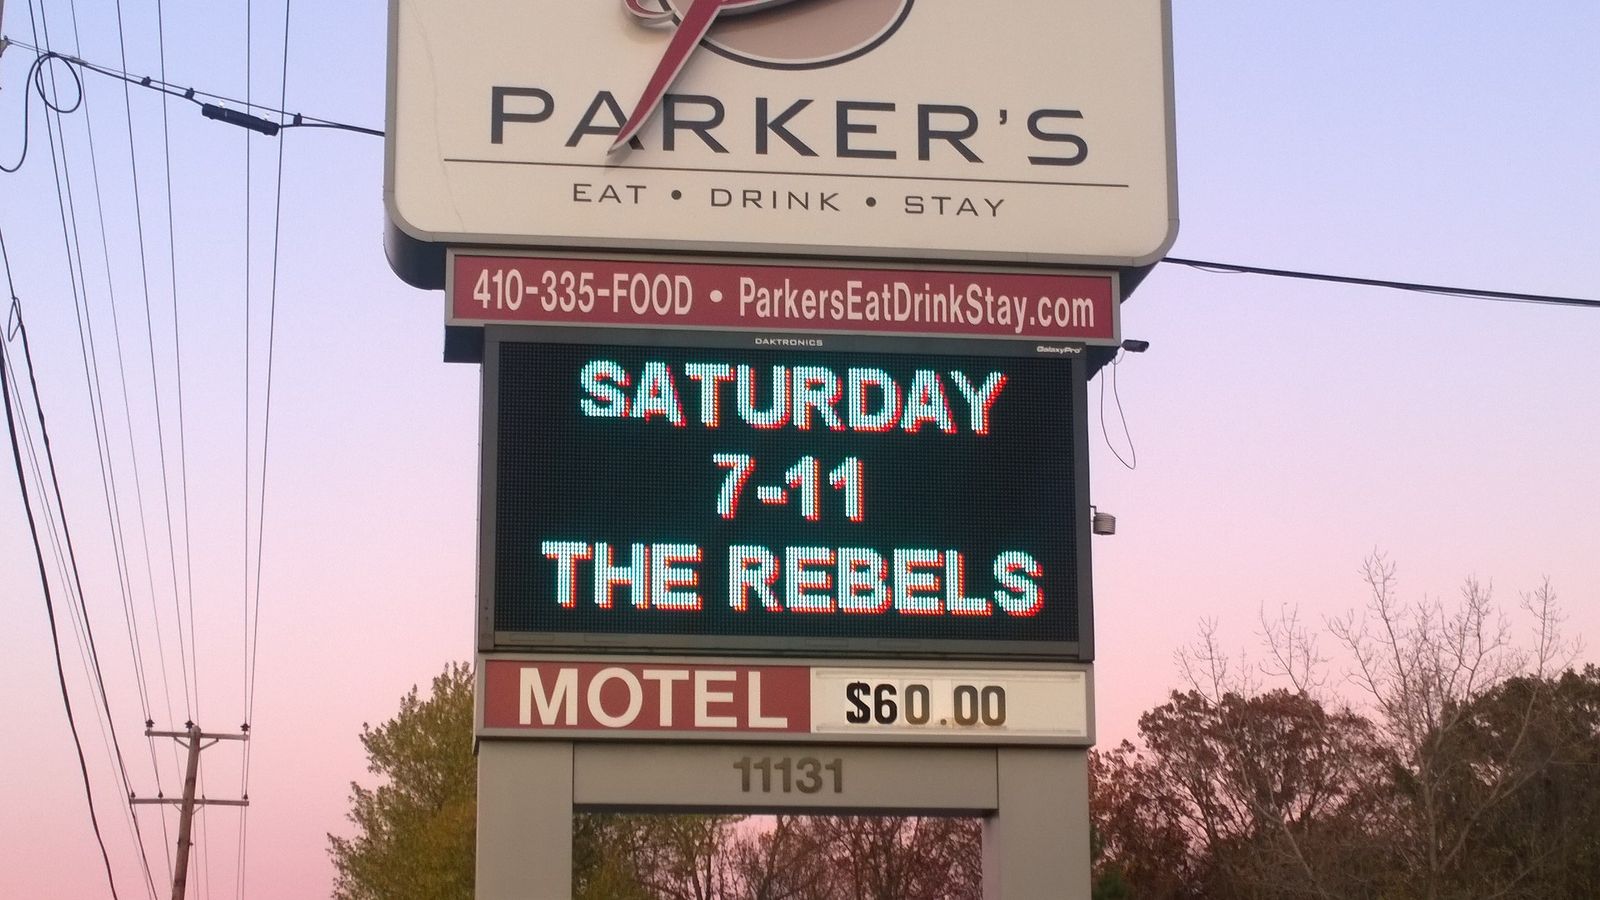 PARKER'S
EAT • DRINK • STAY
410-335-FOOD • ParkersEatDrinkStay.com
DAKTRONICS
GalaxyPro
SATURDAY
7-11
THE REBELS
MOTEL $60.00
11131